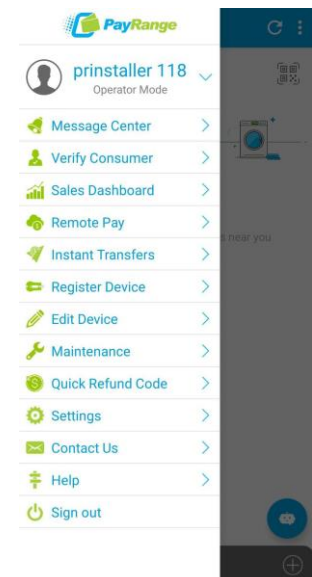 PayRange
prinstaller 118
Operator Mode
Message Center
Verify Consumer
Sales Dashboard
Remote Pay
s near you
Instant Transfers
Register Device
Edit Device
Maintenance
Quick Refund Code
Settings
Contact Us
Help
Sign out